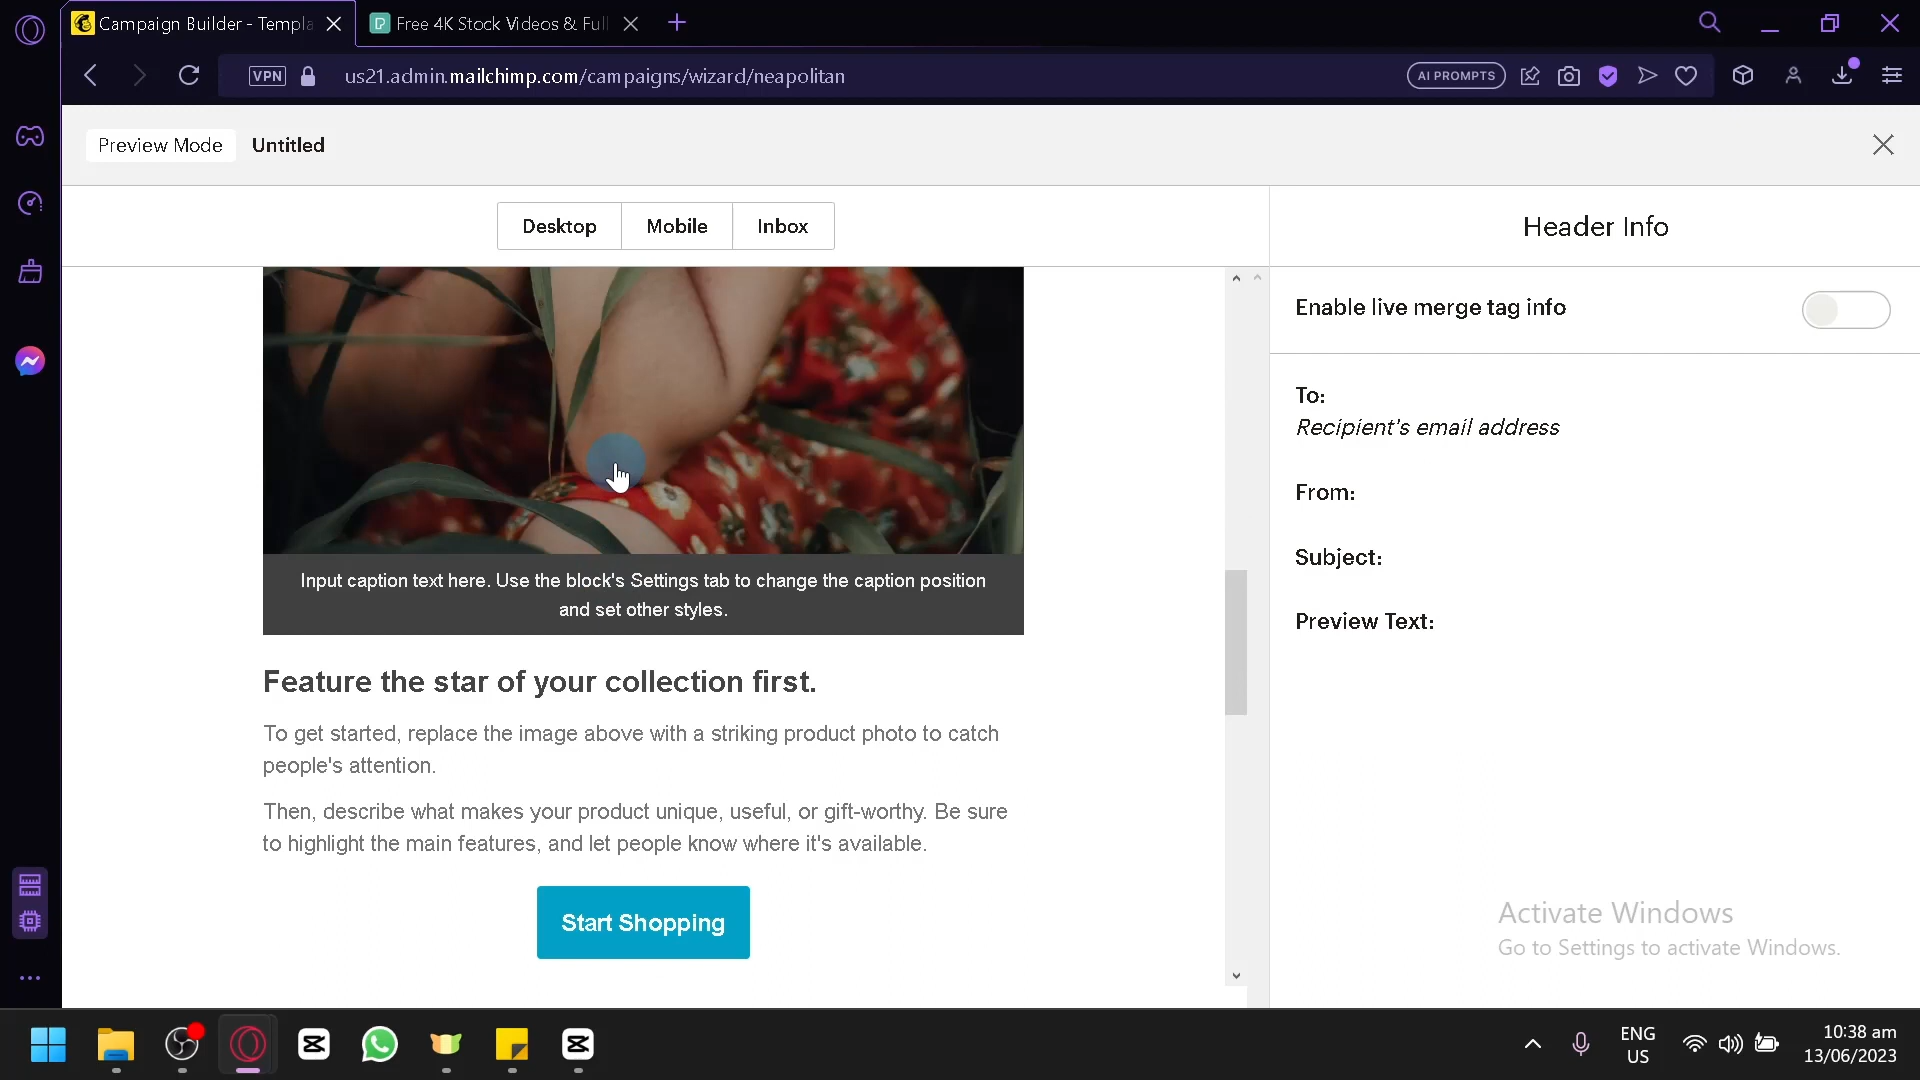 Campaign Builder - Templa
Free 4K Stock Videos & Full
VPN
us21.admin.mailchimp.com/campaigns/wizard/neapolitan
AI PROMPTS
Preview Mode
Untitled
Desktop
Mobile
Inbox
Header Info
Enable live merge tag info
To:
Recipient's email address
From:
Subject:
Preview Text:
Input caption text here. Use the block's Settings tab to change the caption position
and set other styles.
Feature the star of your collection first.
To get started, replace the image above with a striking product photo to catch
people's attention.
Then, describe what makes your product unique, useful, or gift-worthy. Be sure
to highlight the main features, and let people know where it's available.
Start Shopping
Activate Windows
Go to Settings to activate Windows.
ENG
US
10:38 am
13/06/2023